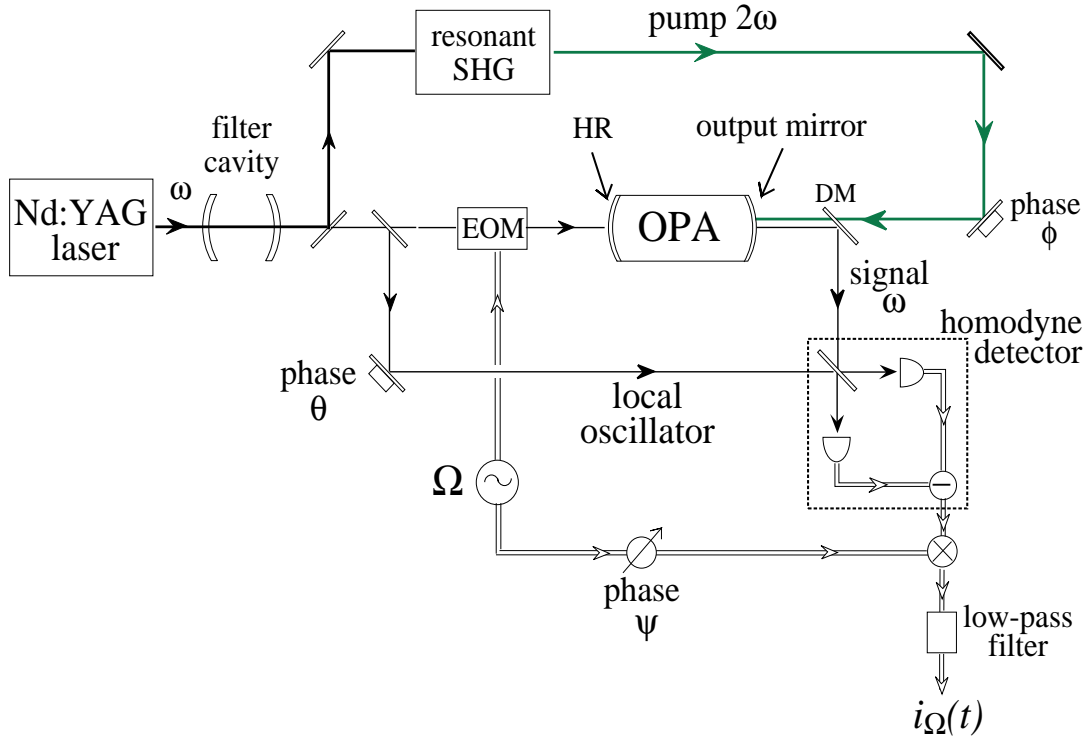 resonant
SHG
pump 2ω
filter
cavity
HR
output mirror
Nd:YAG
laser
ω
EOM
OPA
DM
phase
ϕ
signal
ω
homodyne
detector
phase
θ
local
oscillator
Ω
phase
ψ
low-pass
filter
iΩ(t)